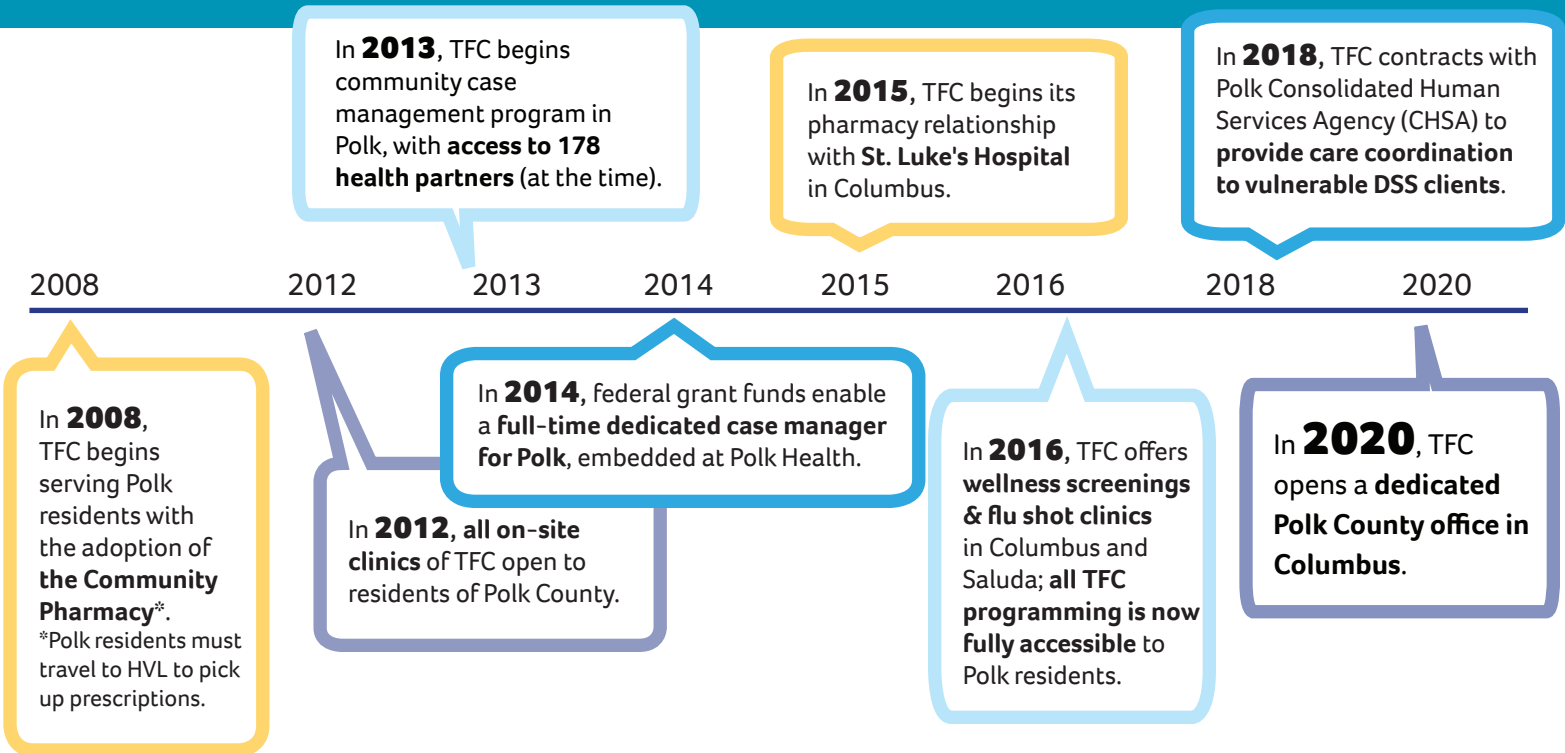 In 2013, TFC begins
community case
management program in
Polk, with access to 178
health partners (at the time).
In 2015, TFC begins its
pharmacy relationship
with St. Luke's Hospital
in Columbus.
In 2018, TFC contracts with
Polk Consolidated Human
Services Agency (CHSA) to
provide care coordination
to vulnerable DSS clients.
2008 2012 2013 2014 2015 2016 2018 2020
In 2008,
TFC begins
serving Polk
residents with
the adoption of
the Community
Pharmacy*.
*Polk residents must
travel to HVL to pick
up prescriptions.
In 2012, all on-site
clinics of TFC open to
residents of Polk County.
In 2014, federal grant funds enable
a full-time dedicated case manager
for Polk, embedded at Polk Health.
In 2016, TFC offers
wellness screenings
& flu shot clinics
in Columbus and
Saluda; all TFC
programming is now
fully accessible to
Polk residents.
In 2020, TFC
opens a dedicated
Polk County office in
Columbus.